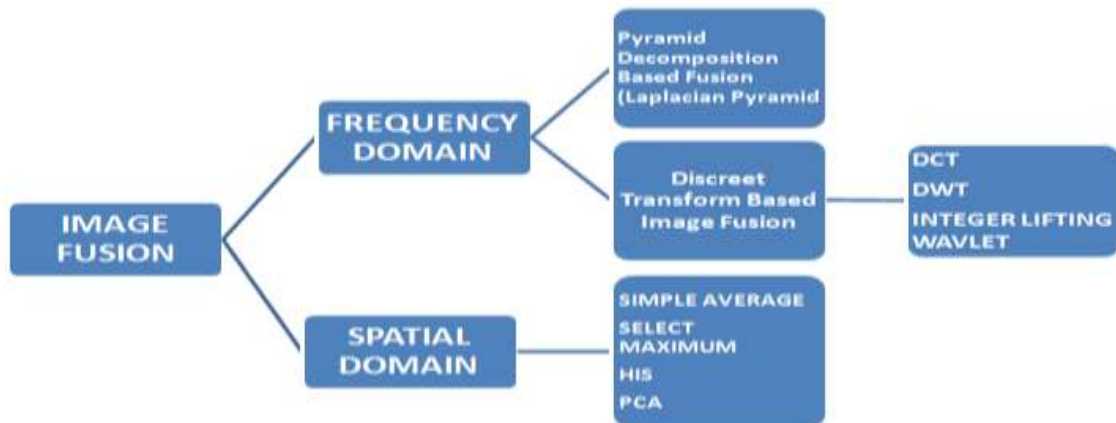 IMAGE
FUSION
FREQUENCY
DOMAIN
Pyramid
Decomposition
Based Fusion
(Laplacian Pyramid
Discreet
Transform Based
Image Fusion
DCT
DWT
INTEGER LIFTING
WAVLET
SPATIAL
DOMAIN
SIMPLE AVERAGE
SELECT
MAXIMUM
HIS
PCA